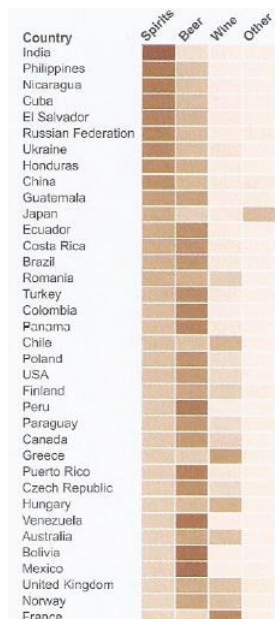 Country Spirits Beer Wine Other
India
Philippines
Nicaragua
Cuba
El Salvador
Russian Federation
Ukraine
Honduras
China
Guatemala
Japan
Ecuador
Costa Rica
Brazil
Romania
Turkey
Colombia
Panama
Chile
Poland
USA
Finland
Peru
Paraguay
Canada
Greece
Puerto Rico
Czech Republic
Hungary
Venezuela
Australia
Bolivia
Mexico
United Kingdom
Norway
France